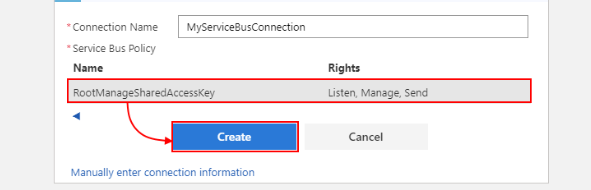 * Connection Name MyServiceBusConnection
* Service Bus Policy
Name Rights
RootManageSharedAccessKey Listen, Manage, Send
Create Cancel
Manually enter connection information